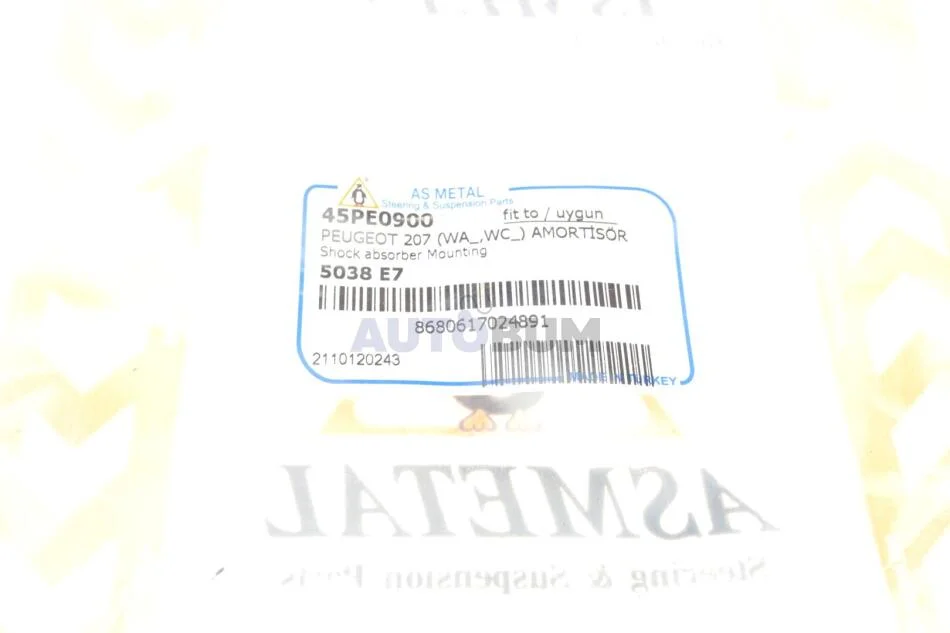 AS METAL
Steering & Suspension Parts
45PE0900
fit to / uygun
PEUGEOT 207 (WA_,WC_) AMORTİSÖR
Shock absorber Mounting
5038 E7
8680617024891
AUTOBUM
2110120243
MADE IN TURKEY
ASMETAL
Steering & Suspension Parts